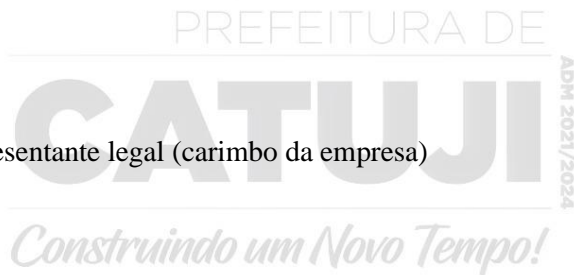 PREFEITURA DE
CATUJI
ADM 2021/2024
esentante legal (carimbo da empresa)
Construindo um Novo Tempo!